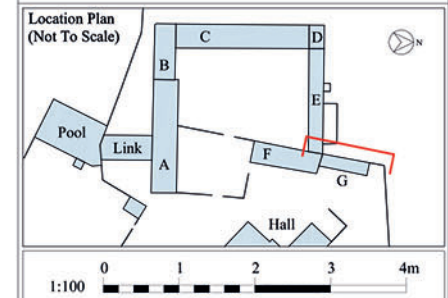 Location Plan
(Not To Scale)
C
D
N
B
E
Pool
Link
F
A
G
Hall
0 1 2 3 4m
1:100